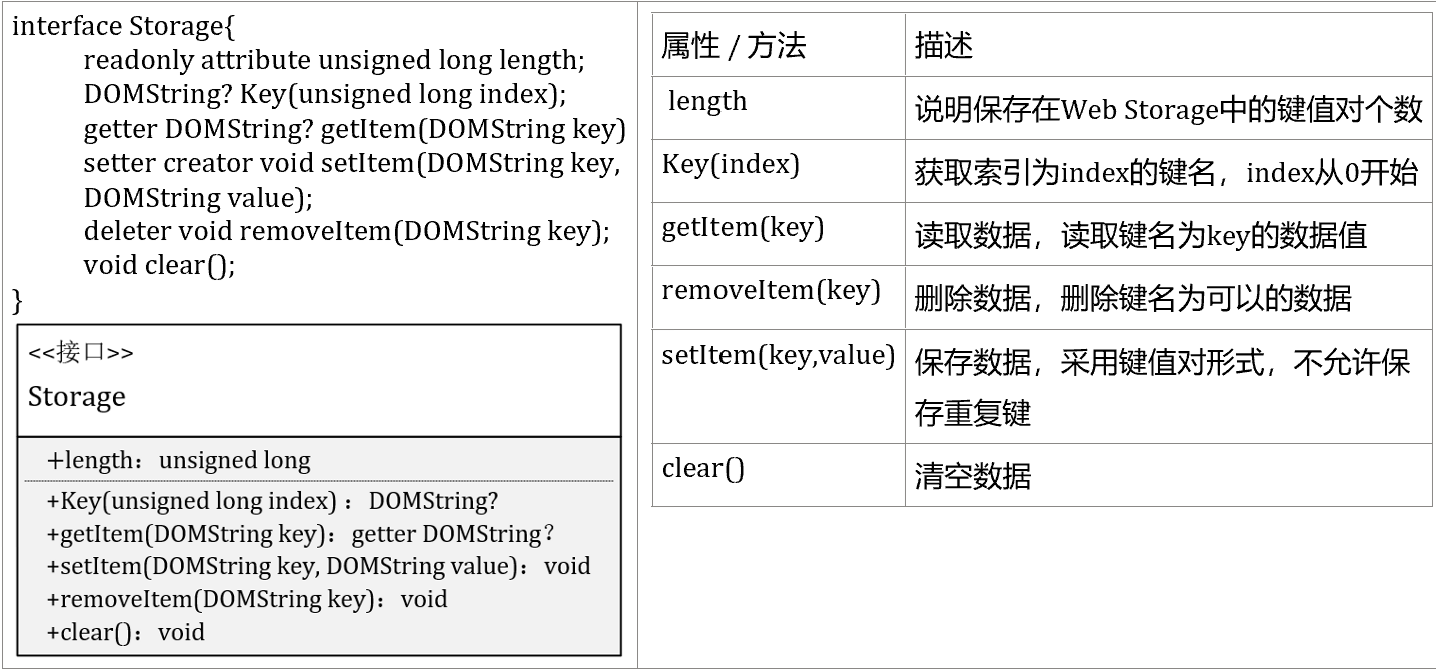 interface Storage{
readonly attribute unsigned long length;
DOMString? Key(unsigned long index);
getter DOMString? getItem(DOMString key)
setter creator void setItem(DOMString key,
DOMString value);
deleter void removeItem(DOMString key);
void clear();
}
<<接口>>
Storage
+length：unsigned long
+Key(unsigned long index)：DOMString?
+getItem(DOMString key)：getter DOMString？
+setItem(DOMString key, DOMString value)：void
+removeItem(DOMString key)：void
+clear()：void
属性 / 方法 描述
length 说明保存在Web Storage中的键值对个数
Key(index) 获取索引为index的键名，index从0开始
getItem(key) 读取数据，读取键名为key的数据值
removeItem(key) 删除数据，删除键名为可以的数据
setItem(key,value) 保存数据，采用键值对形式，不允许保
存重复键
clear() 清空数据